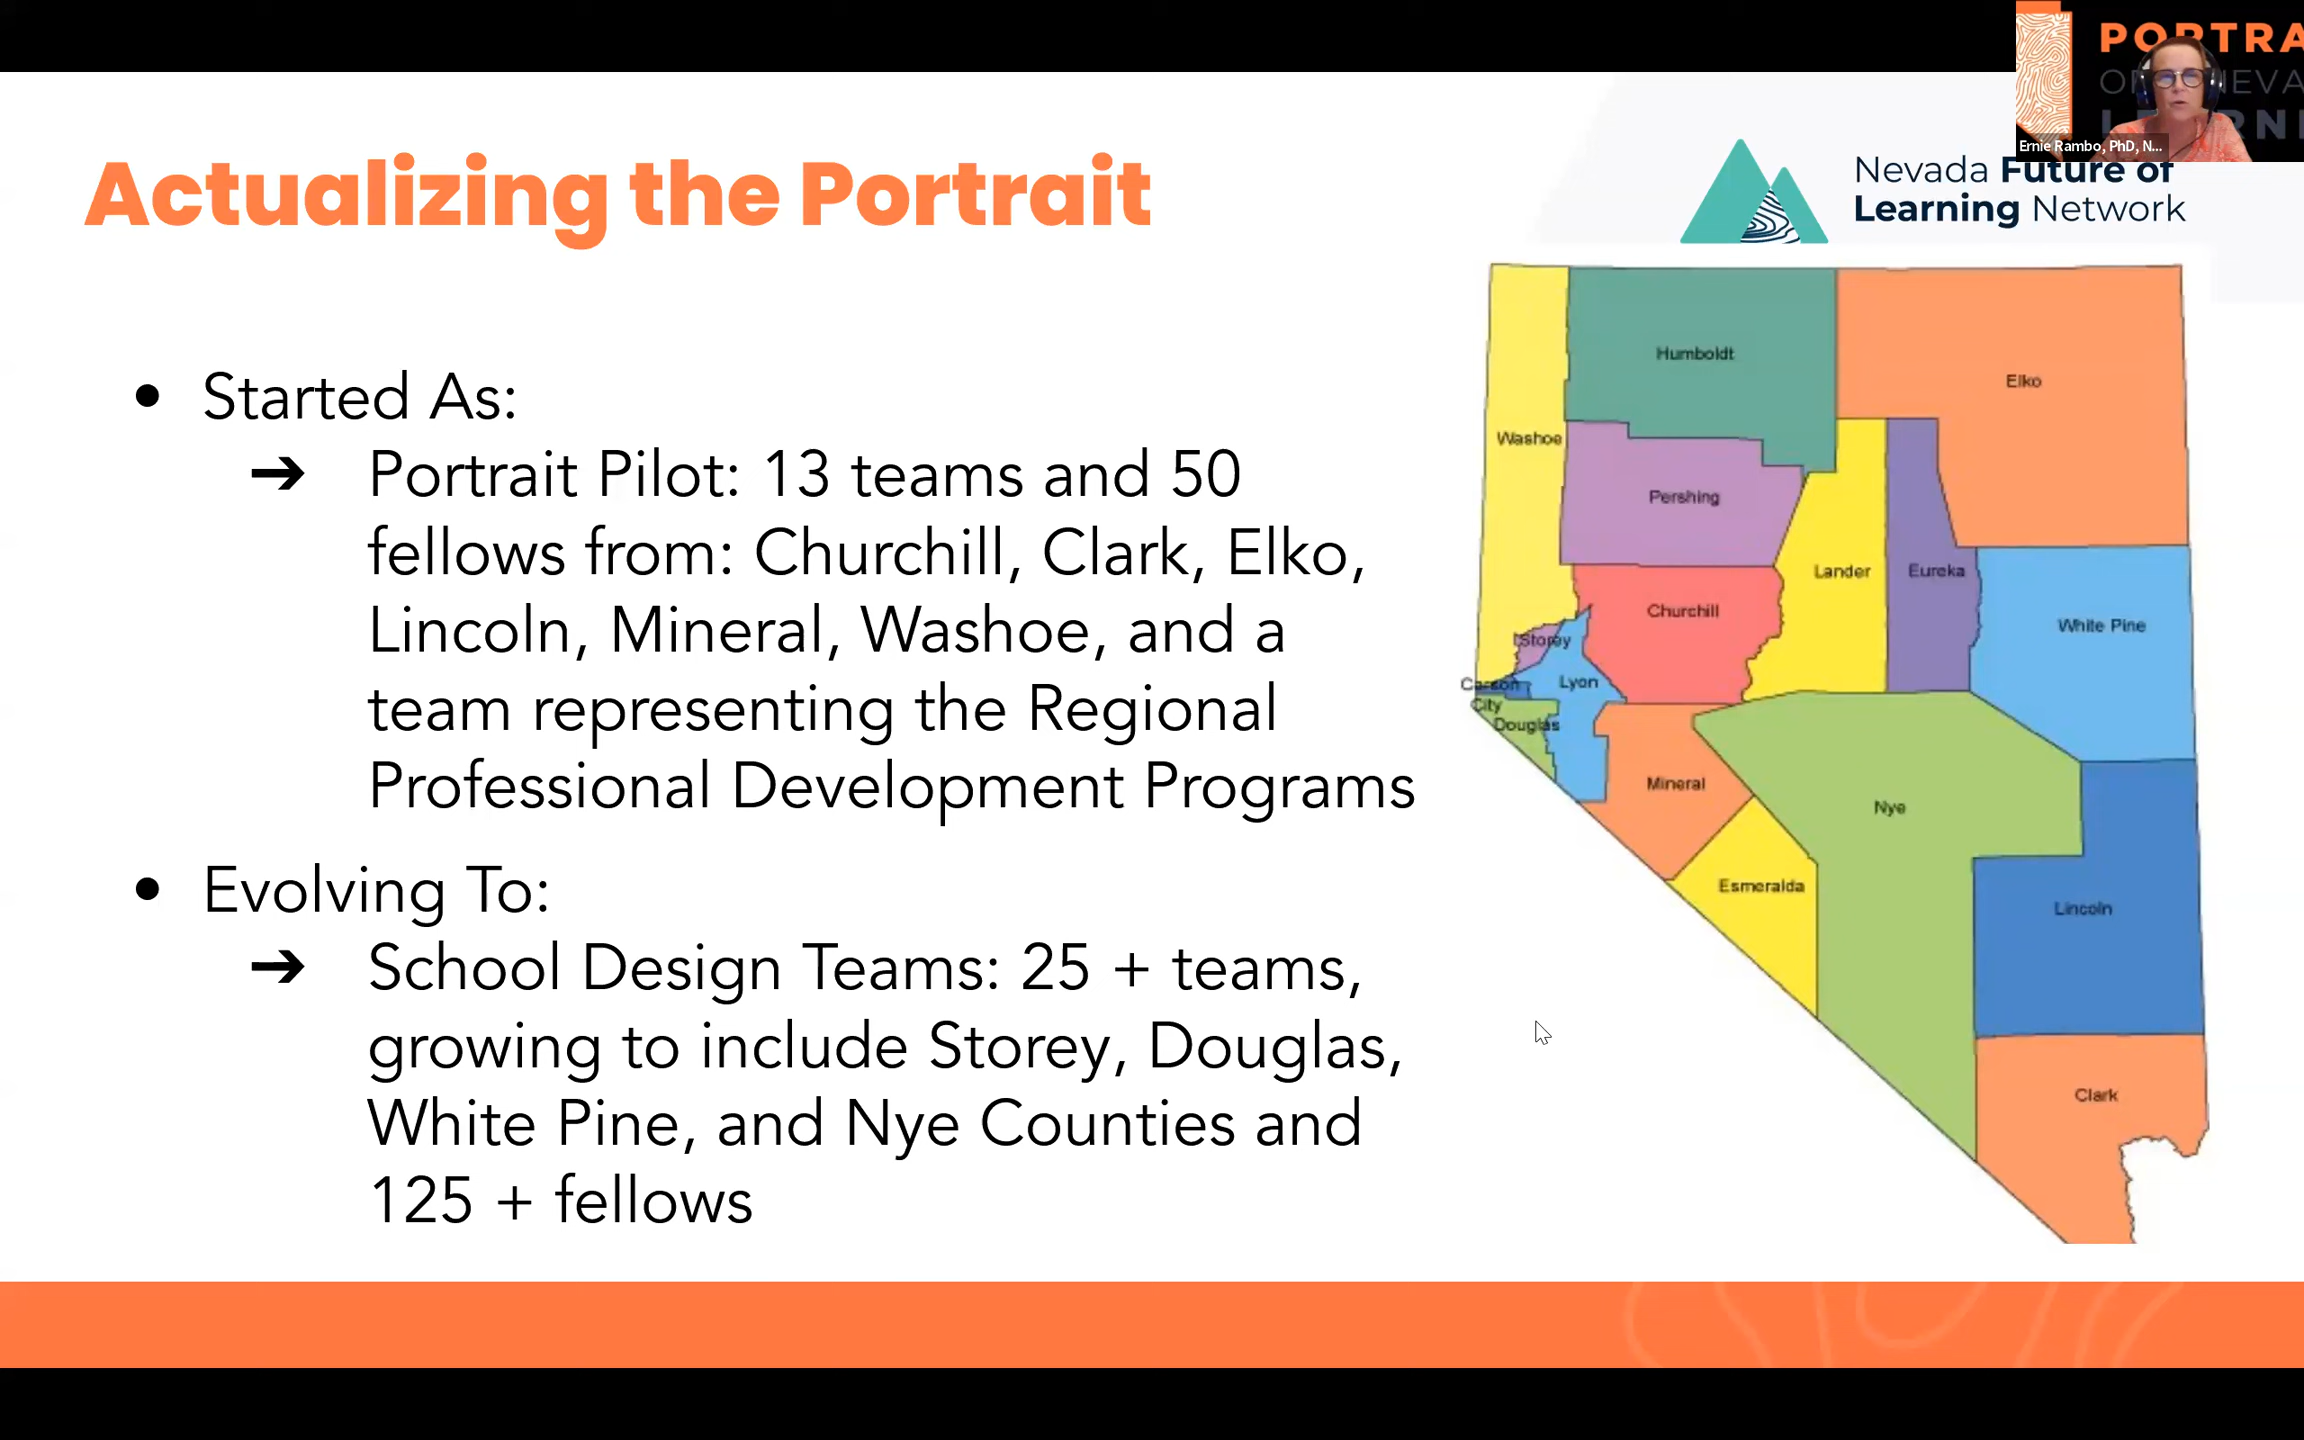 PORTRA
Ernie Rambo, PhD, N...
Actualizing the Portrait
Nevada Future of
Learning Network
• Started As:
➔ Portrait Pilot: 13 teams and 50
fellows from: Churchill, Clark, Elko,
Lincoln, Mineral, Washoe, and a
team representing the Regional
Professional Development Programs
• Evolving To:
➔ School Design Teams: 25 + teams,
growing to include Storey, Douglas,
White Pine, and Nye Counties and
125 + fellows
Humboldt
Elko
Washoe
Pershing
Lander
Eureka
Churchill
White Pine
Storey
Lyon
Carson
City
Douglas
Mineral
Nye
Esmeralda
Lincoln
Clark